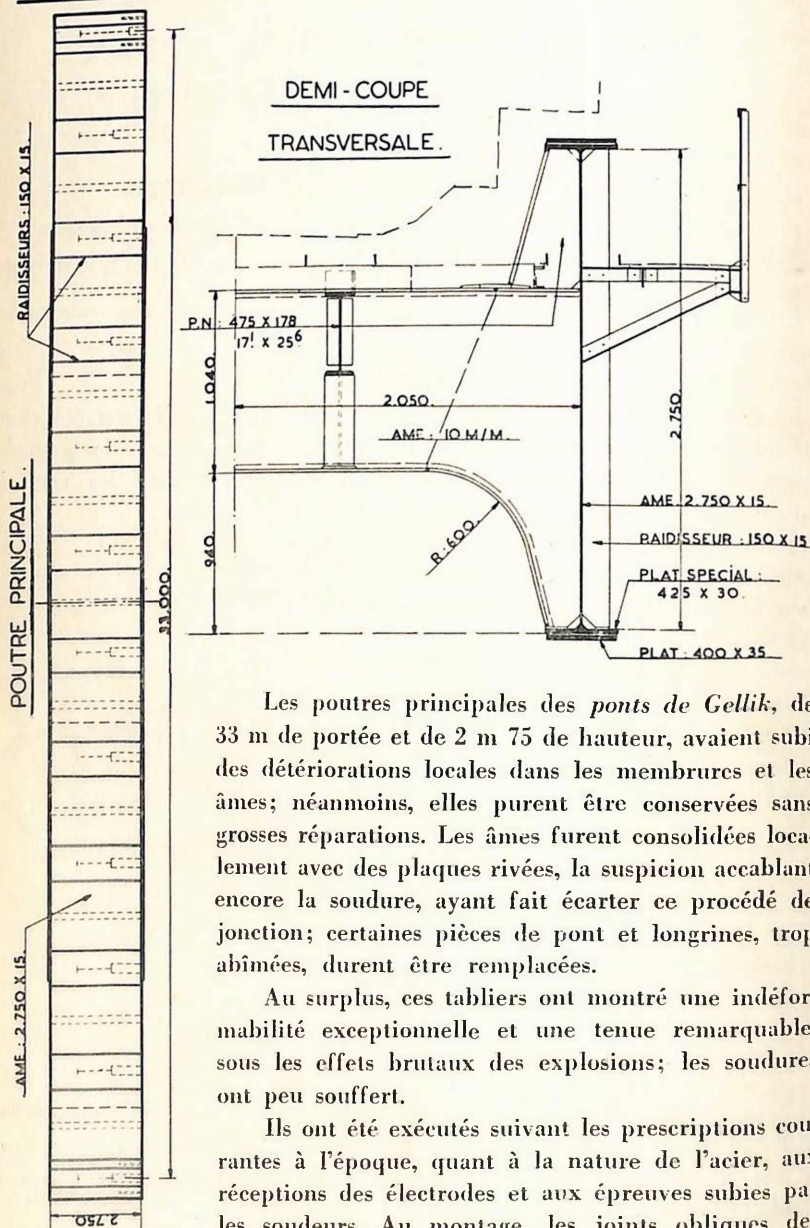 DEMI-COUPE
TRANSVERSALE.
RAIDISSEURS : 150 X 15
POUTRE PRINCIPALE.
AME : 2.750 X 15.
33.000.
2.750
P.N : 475 X 178
17¹ X 25⁶
1.040.
2.050.
AME : 10 M/M.
940.
R:600.
2.750.
AME 2.750 X 15.
RAIDISSEUR : 150 X 15
PLAT SPECIAL :
425 X 30.
PLAT : 400 X 35
Les poutres principales des ponts de Gellik, de
33 m de portée et de 2 m 75 de hauteur, avaient subi
des détériorations locales dans les membrures et les
âmes; néanmoins, elles purent être conservées sans
grosses réparations. Les âmes furent consolidées loca-
lement avec des plaques rivées, la suspicion accablant
encore la soudure, ayant fait écarter ce procédé de
jonction; certaines pièces de pont et longrines, trop
abîmées, durent être remplacées.
Au surplus, ces tabliers ont montré une indéfor
mabilité exceptionnelle et une tenue remarquable
sous les effets brutaux des explosions; les soudure
ont peu souffert.
Ils ont été exécutés suivant les prescriptions cou
rantes à l'époque, quant à la nature de l'acier, aux
réceptions des électrodes et aux épreuves subies pa
les soudeurs. Au montage, les joints obliques de